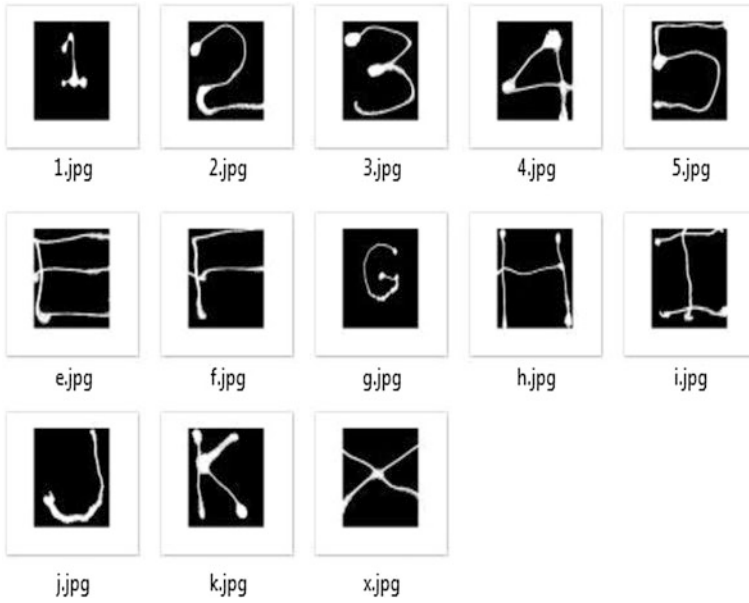 1 2 3 4 5
1.jpg 2.jpg 3.jpg 4.jpg 5.jpg
E F G H I
e.jpg f.jpg g.jpg h.jpg i.jpg
J K X
j.jpg k.jpg x.jpg